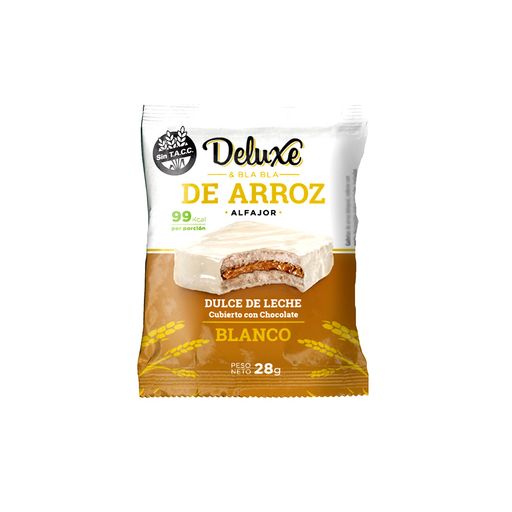 Sin T.A.C.C.
Deluxe
& BLA BLA
DE ARROZ
• ALFAJOR •
99 Kcal
por porción
DULCE DE LECHE
Cubierto con Chocolate
BLANCO
PESO
NETO 28g